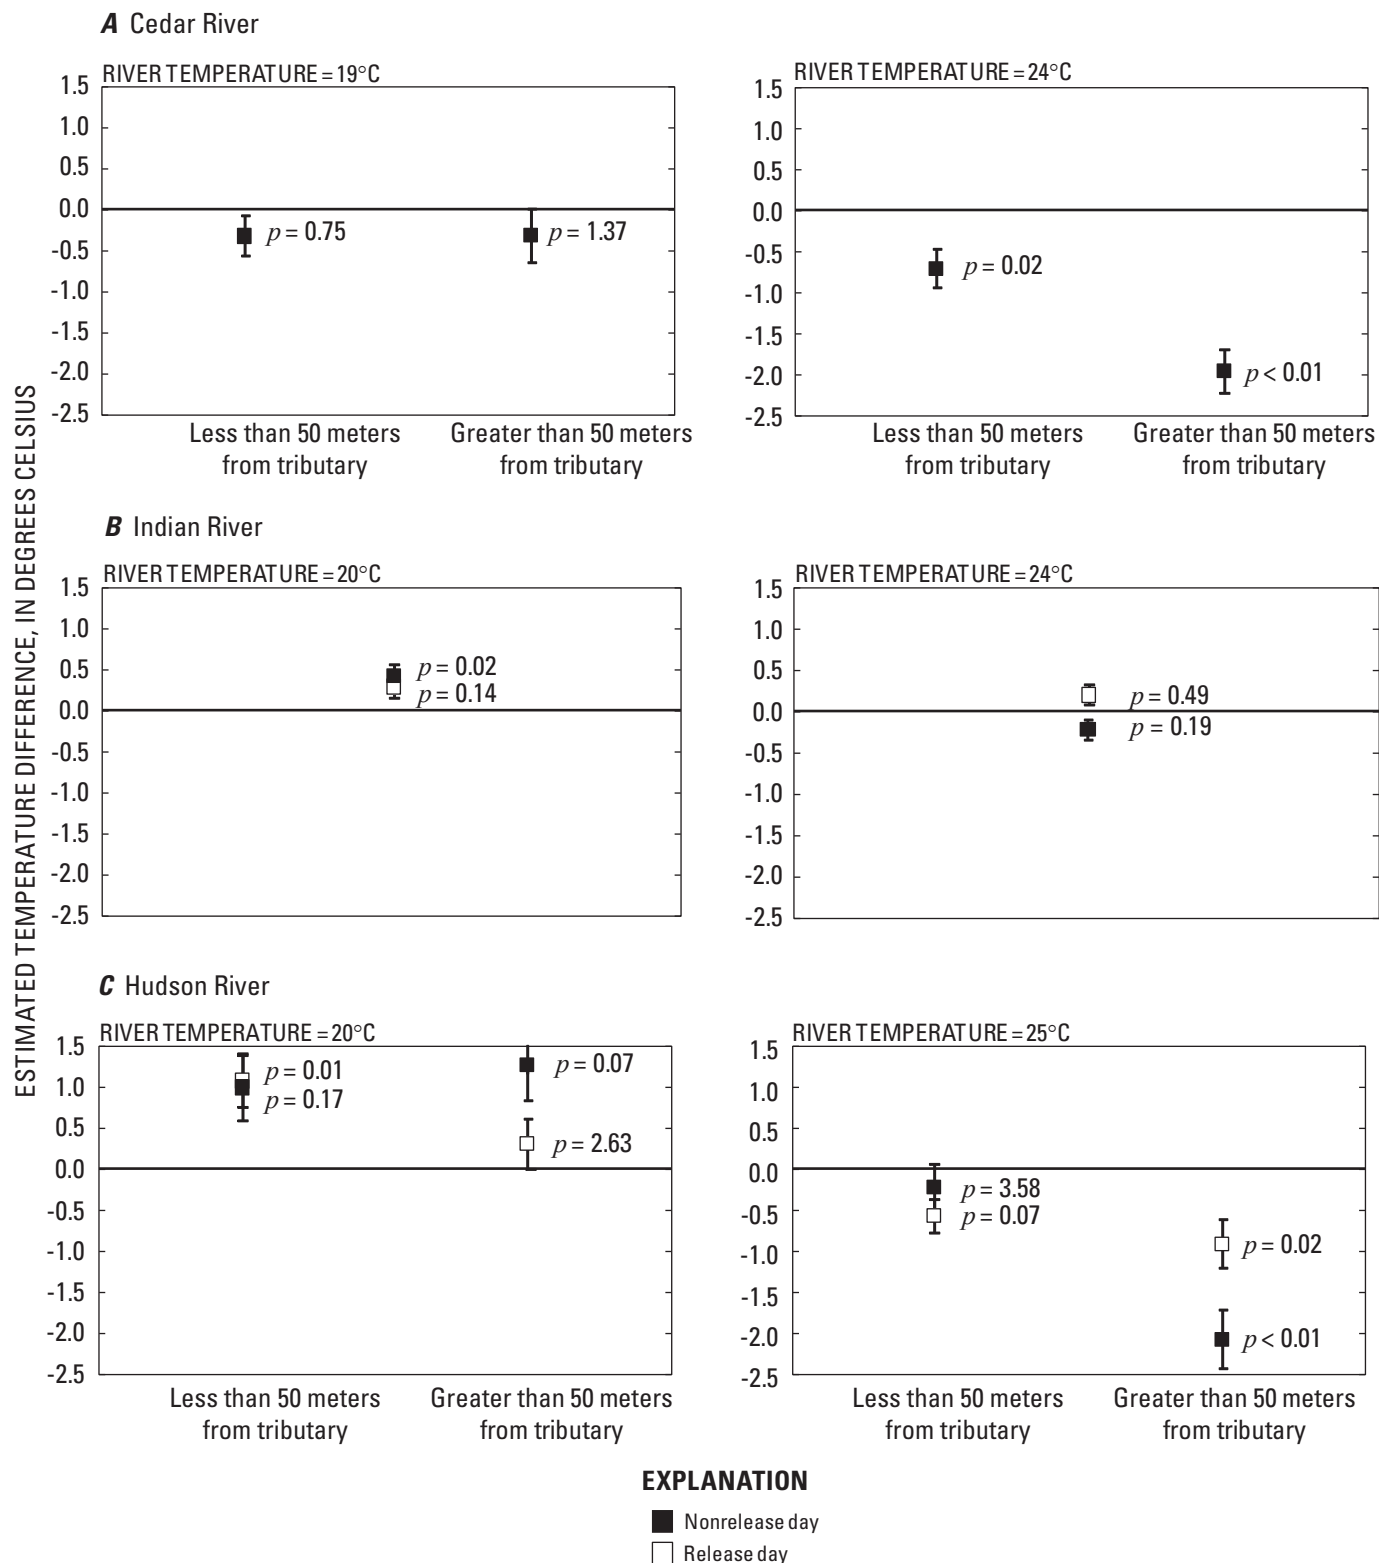 A Cedar River
RIVER TEMPERATURE = 19°C
1.5
1.0
0.5
0.0
-0.5
-1.0
-1.5
-2.0
-2.5
p = 0.75
p = 1.37
Less than 50 meters
from tributary
Greater than 50 meters
from tributary
RIVER TEMPERATURE = 24°C
1.5
1.0
0.5
0.0
-0.5
-1.0
-1.5
-2.0
-2.5
p = 0.02
p < 0.01
Less than 50 meters
from tributary
Greater than 50 meters
from tributary
ESTIMATED TEMPERATURE DIFFERENCE, IN DEGREES CELSIUS
B Indian River
RIVER TEMPERATURE = 20°C
1.5
1.0
0.5
0.0
-0.5
-1.0
-1.5
-2.0
-2.5
p = 0.02
p = 0.14
RIVER TEMPERATURE = 24°C
1.5
1.0
0.5
0.0
-0.5
-1.0
-1.5
-2.0
-2.5
p = 0.49
p = 0.19
C Hudson River
RIVER TEMPERATURE = 20°C
1.5
1.0
0.5
0.0
-0.5
-1.0
-1.5
-2.0
-2.5
p = 0.01
p = 0.17
p = 0.07
p = 2.63
Less than 50 meters
from tributary
Greater than 50 meters
from tributary
RIVER TEMPERATURE = 25°C
1.5
1.0
0.5
0.0
-0.5
-1.0
-1.5
-2.0
-2.5
p = 3.58
p = 0.07
p = 0.02
p < 0.01
Less than 50 meters
from tributary
Greater than 50 meters
from tributary
EXPLANATION
Nonrelease day
Release day